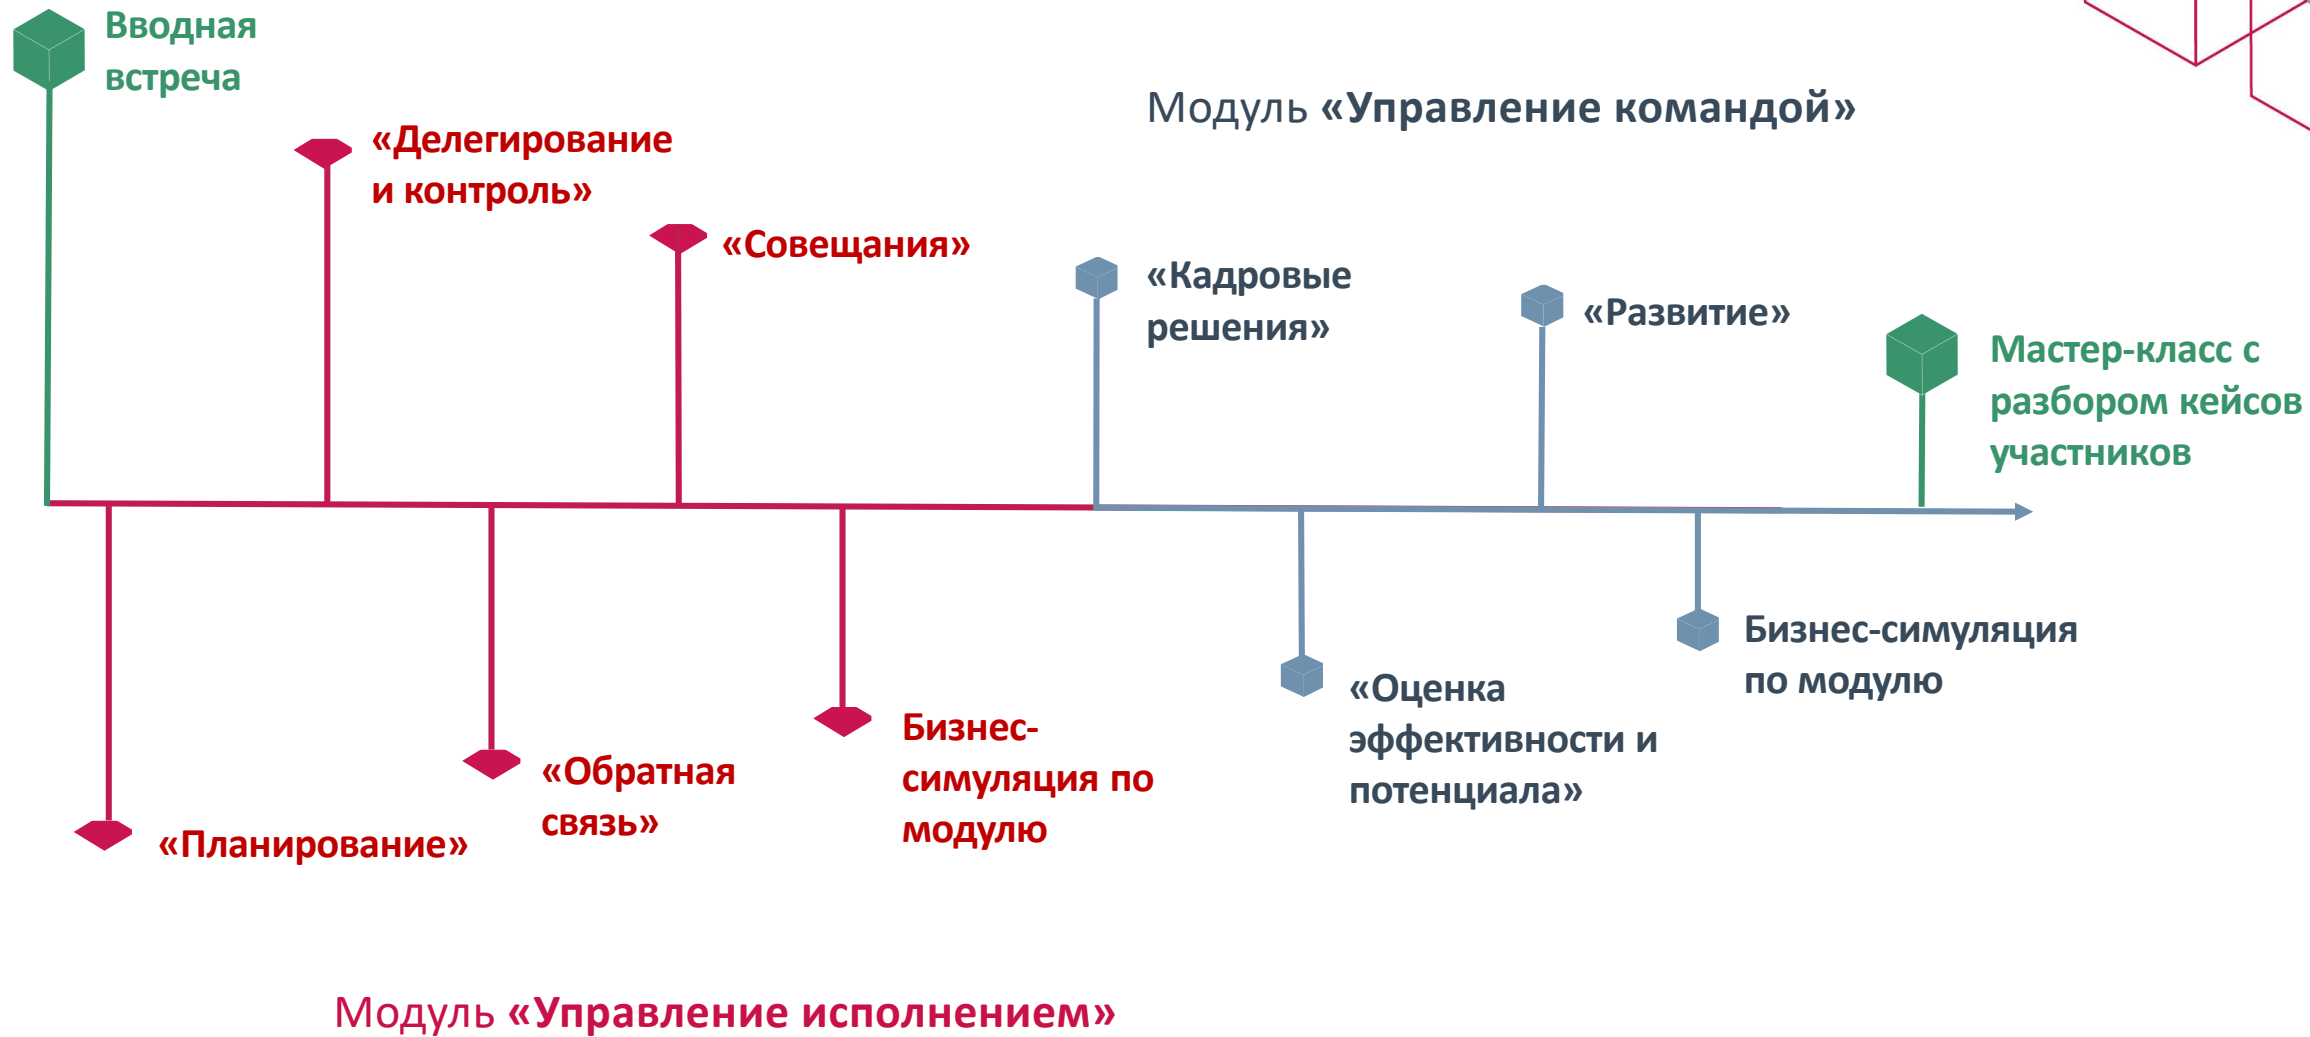 Вводная
встреча
Модуль «Управление командой»
«Делегирование
и контроль»
«Совещания»
«Кадровые
решения»
«Развитие»
Мастер-класс с
разбором кейсов
участников
«Планирование»
«Обратная
связь»
Бизнес-
симуляция по
модулю
«Оценка
эффективности и
потенциала»
Бизнес-симуляция
по модулю
Модуль «Управление исполнением»